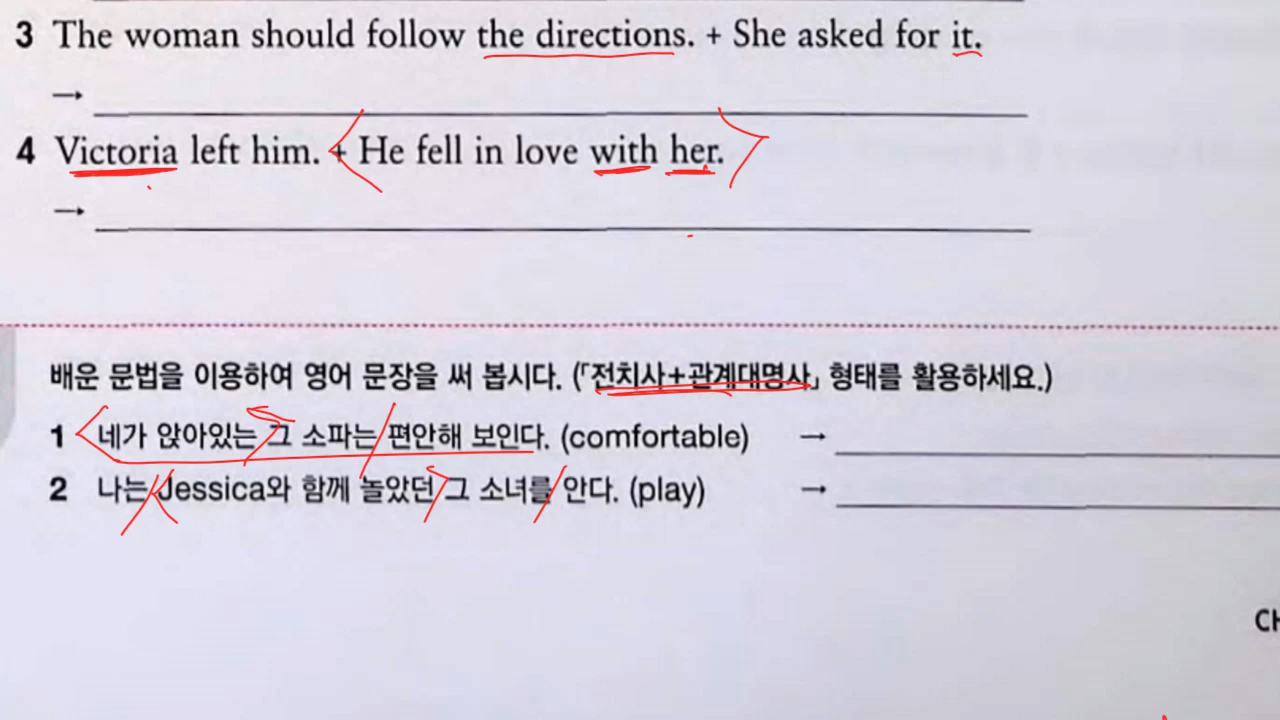 3 The woman should follow the directions. + She asked for it.
→
4 Victoria left him. + He fell in love with her.
→
배운 문법을 이용하여 영어 문장을 써 봅시다. (「전치사+관계대명사」 형태를 활용하세요.)
1 네가 앉아있는 그 소파는 편안해 보인다. (comfortable) →
2 나는 Jessica와 함께 놀았던 그 소녀를 안다. (play) →
CH